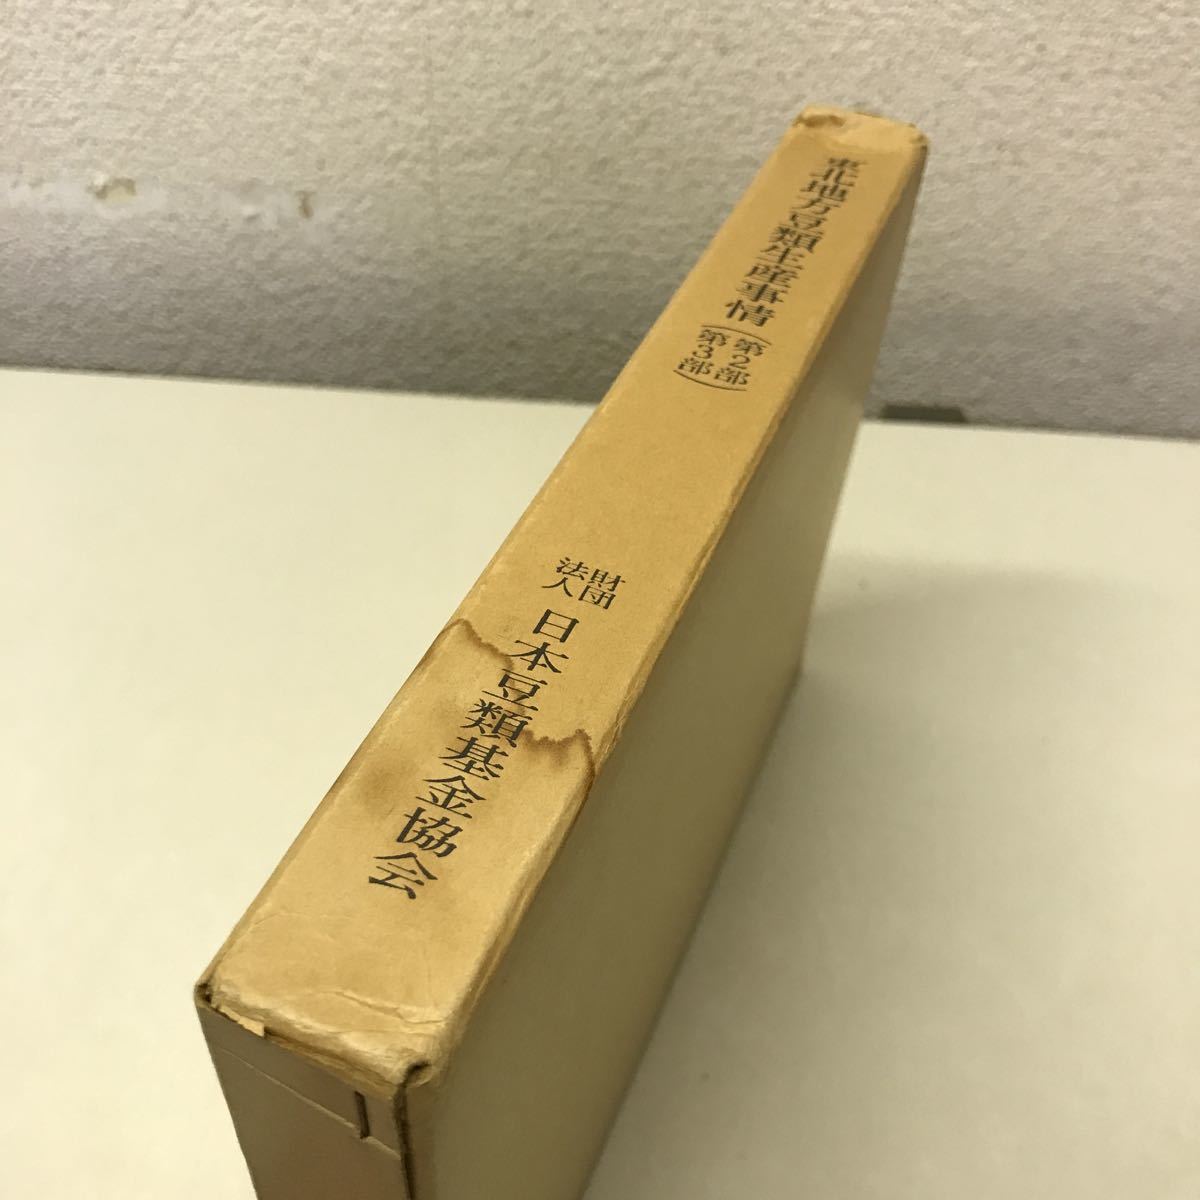 東北地方豆類生産事情
(第2部
第3部)
財団
法人
日本豆類基金協会